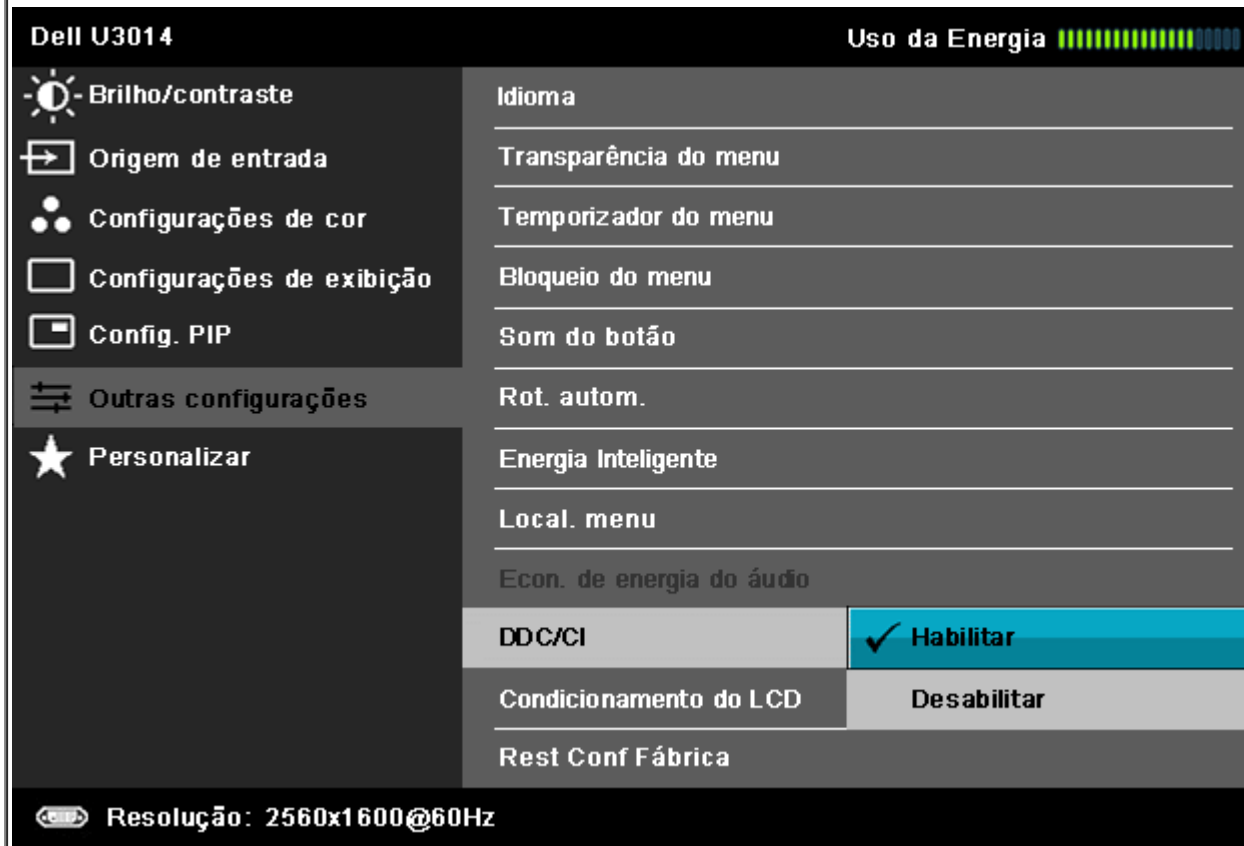 Dell U3014
Uso da Energia
Brilho/contraste
Origem de entrada
Configurações de cor
Configurações de exibição
Config. PIP
Outras configurações
Personalizar
Idioma
Transparência do menu
Temporizador do menu
Bloqueio do menu
Som do botão
Rot. autom.
Energia Inteligente
Local. menu
Econ. de energia do áudio
DDC/CI
✓ Habilitar
Desabilitar
Condicionamento do LCD
Rest Conf Fábrica
Resolução: 2560x1600@60Hz